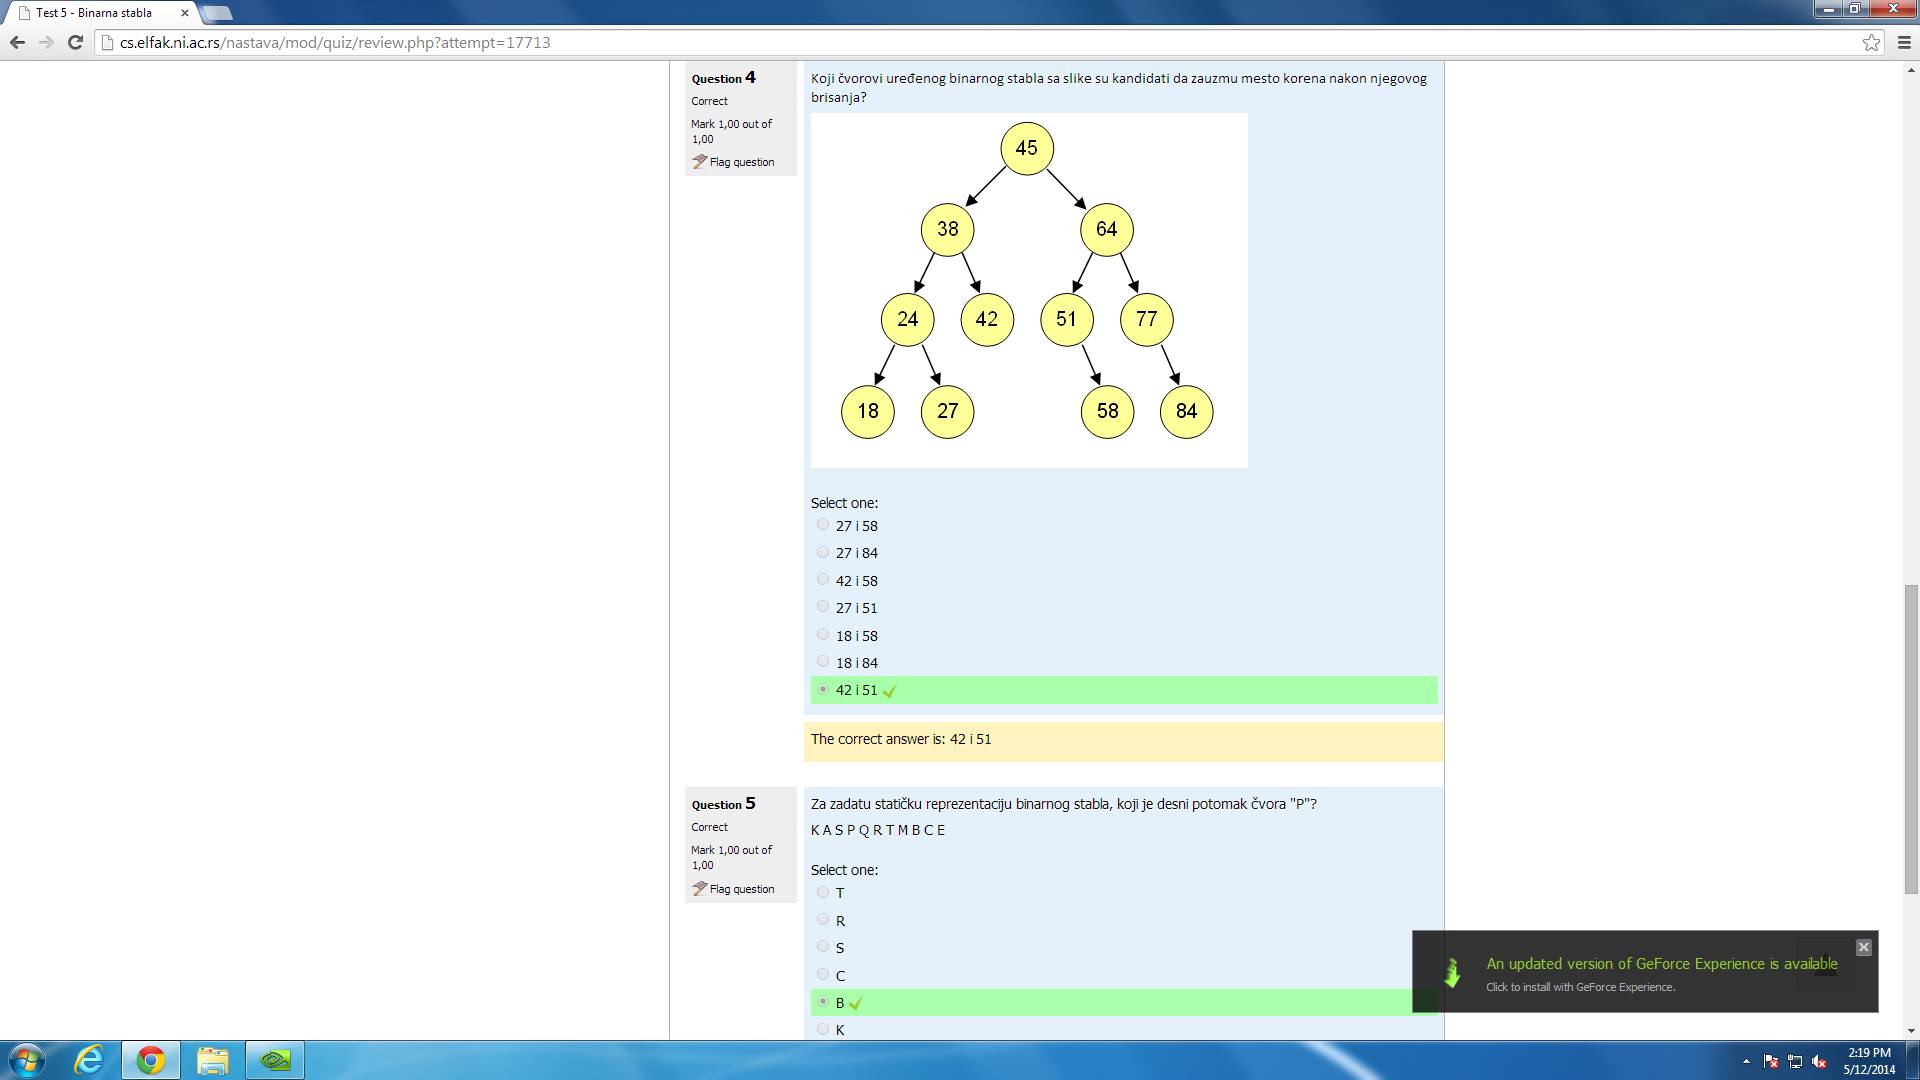 Test 5 - Binarna stabla
cs.elfak.ni.ac.rs/nastava/mod/quiz/review.php?attempt=17713
Question 4
Correct
Mark 1,00 out of
1,00
Flag question
Koji čvorovi uređenog binarnog stabla sa slike su kandidati da zauzmu mesto korena nakon njegovog
brisanja?
45
38 64
24 42 51 77
18 27 58 84
Select one:
27 i 58
27 i 84
42 i 58
27 i 51
18 i 58
18 i 84
42 i 51
The correct answer is: 42 i 51
Question 5
Correct
Mark 1,00 out of
1,00
Flag question
Za zadatu statičku reprezentaciju binarnog stabla, koji je desni potomak čvora "P"?
K A S P Q R T M B C E
Select one:
T
R
S
C
B
K
An updated version of GeForce Experience is available
Click to install with GeForce Experience.
2:19 PM
5/12/2014